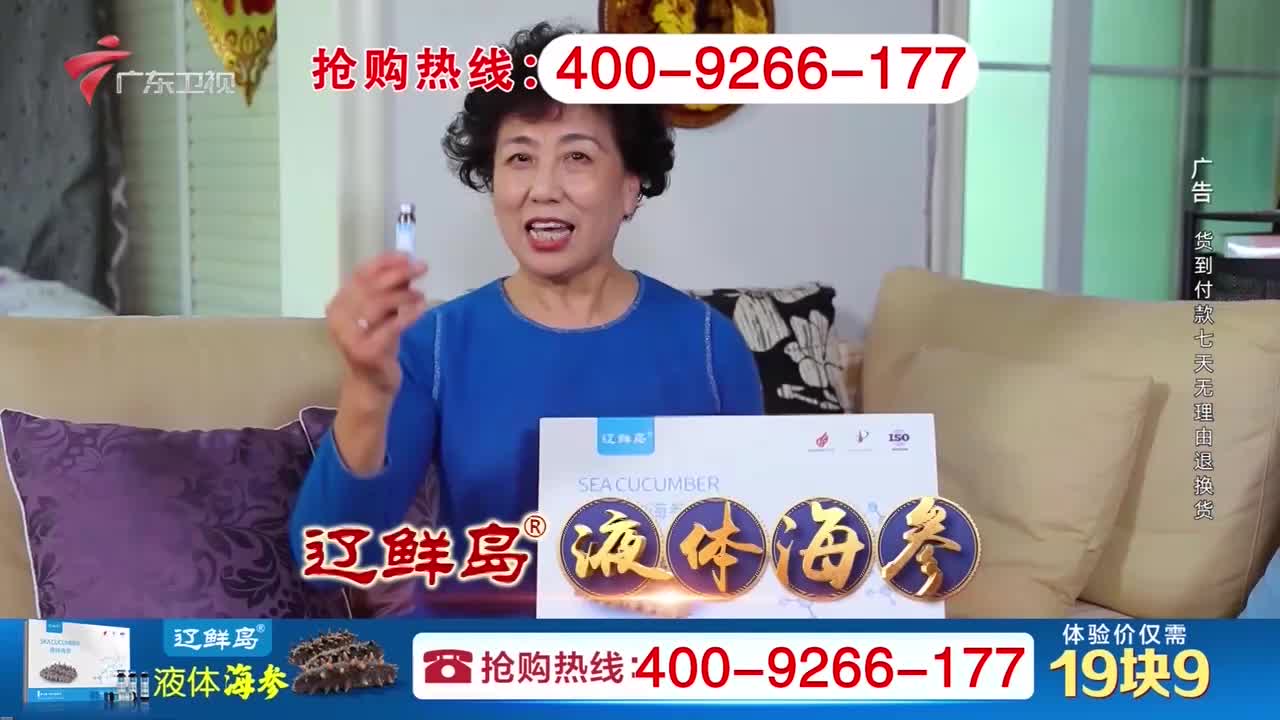 广东卫视
抢购热线：400-9266-177
广告 货到付款七天无理由退换货
辽鲜岛®
ISO
SEA CUCUMBER
辽鲜岛® 液体海参
SEA CUCUMBER
辽鲜岛®
液体海参
抢购热线：400-9266-177
体验价仅需
19块9